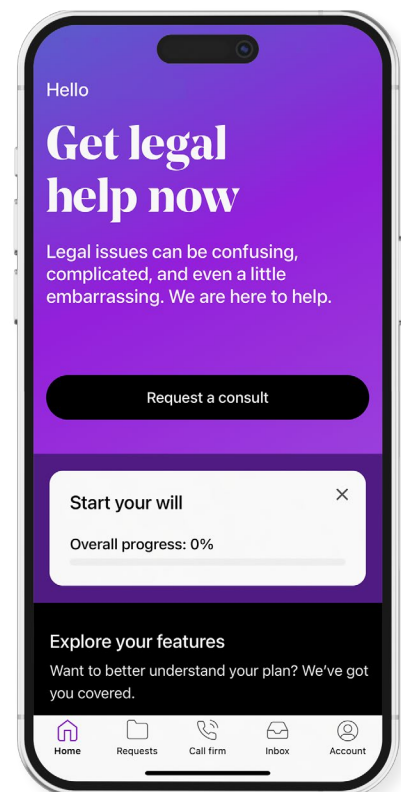 Hello
Get legal
help now
Legal issues can be confusing,
complicated, and even a little
embarrassing. We are here to help.
Request a consult
Start your will
Overall progress: 0%
Explore your features
Want to better understand your plan? We've got
you covered.
Home Requests Call firm Inbox Account